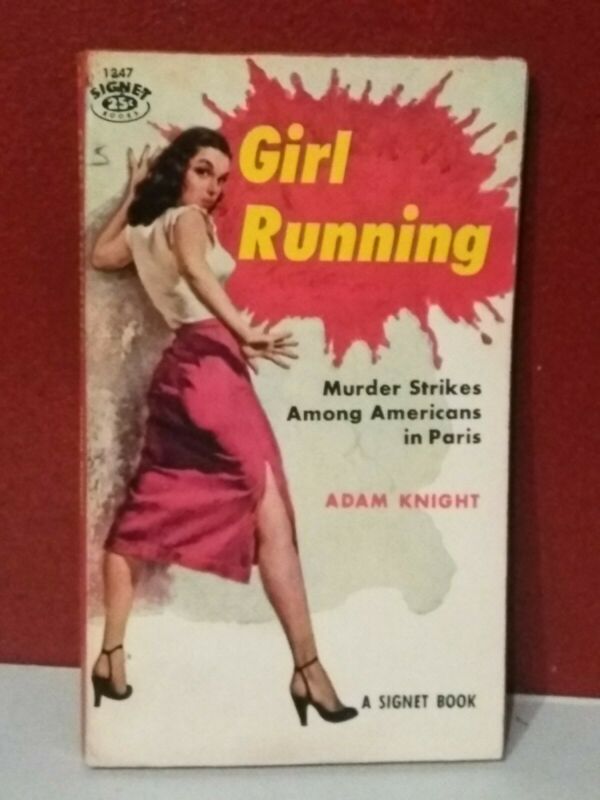 1347
SIGNET
25¢
BOOKS
S
Girl
Running
Murder Strikes
Among Americans
in Paris
ADAM KNIGHT
A SIGNET BOOK